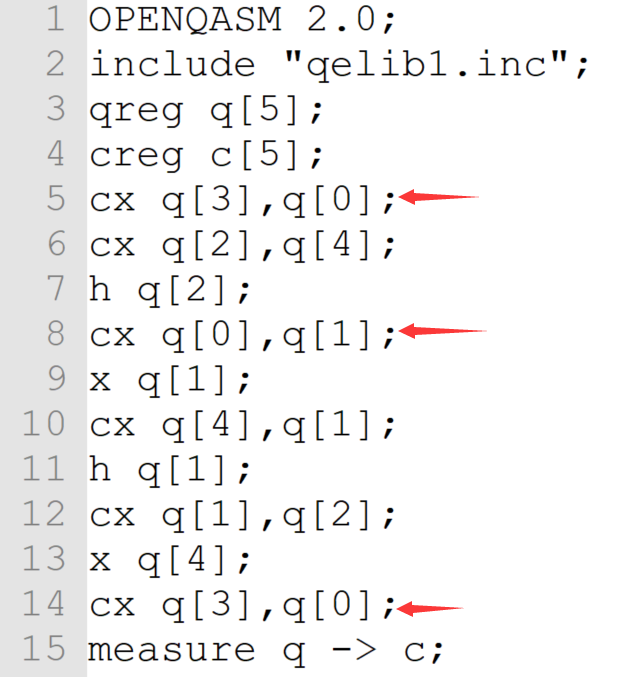 1 OPENQASM 2.0;
2 include "qelib1.inc";
3 qreg q[5];
4 creg c[5];
5 cx q[3],q[0];
6 cx q[2],q[4];
7 h q[2];
8 cx q[0],q[1];
9 x q[1];
10 cx q[4],q[1];
11 h q[1];
12 cx q[1],q[2];
13 x q[4];
14 cx q[3],q[0];
15 measure q -> c;